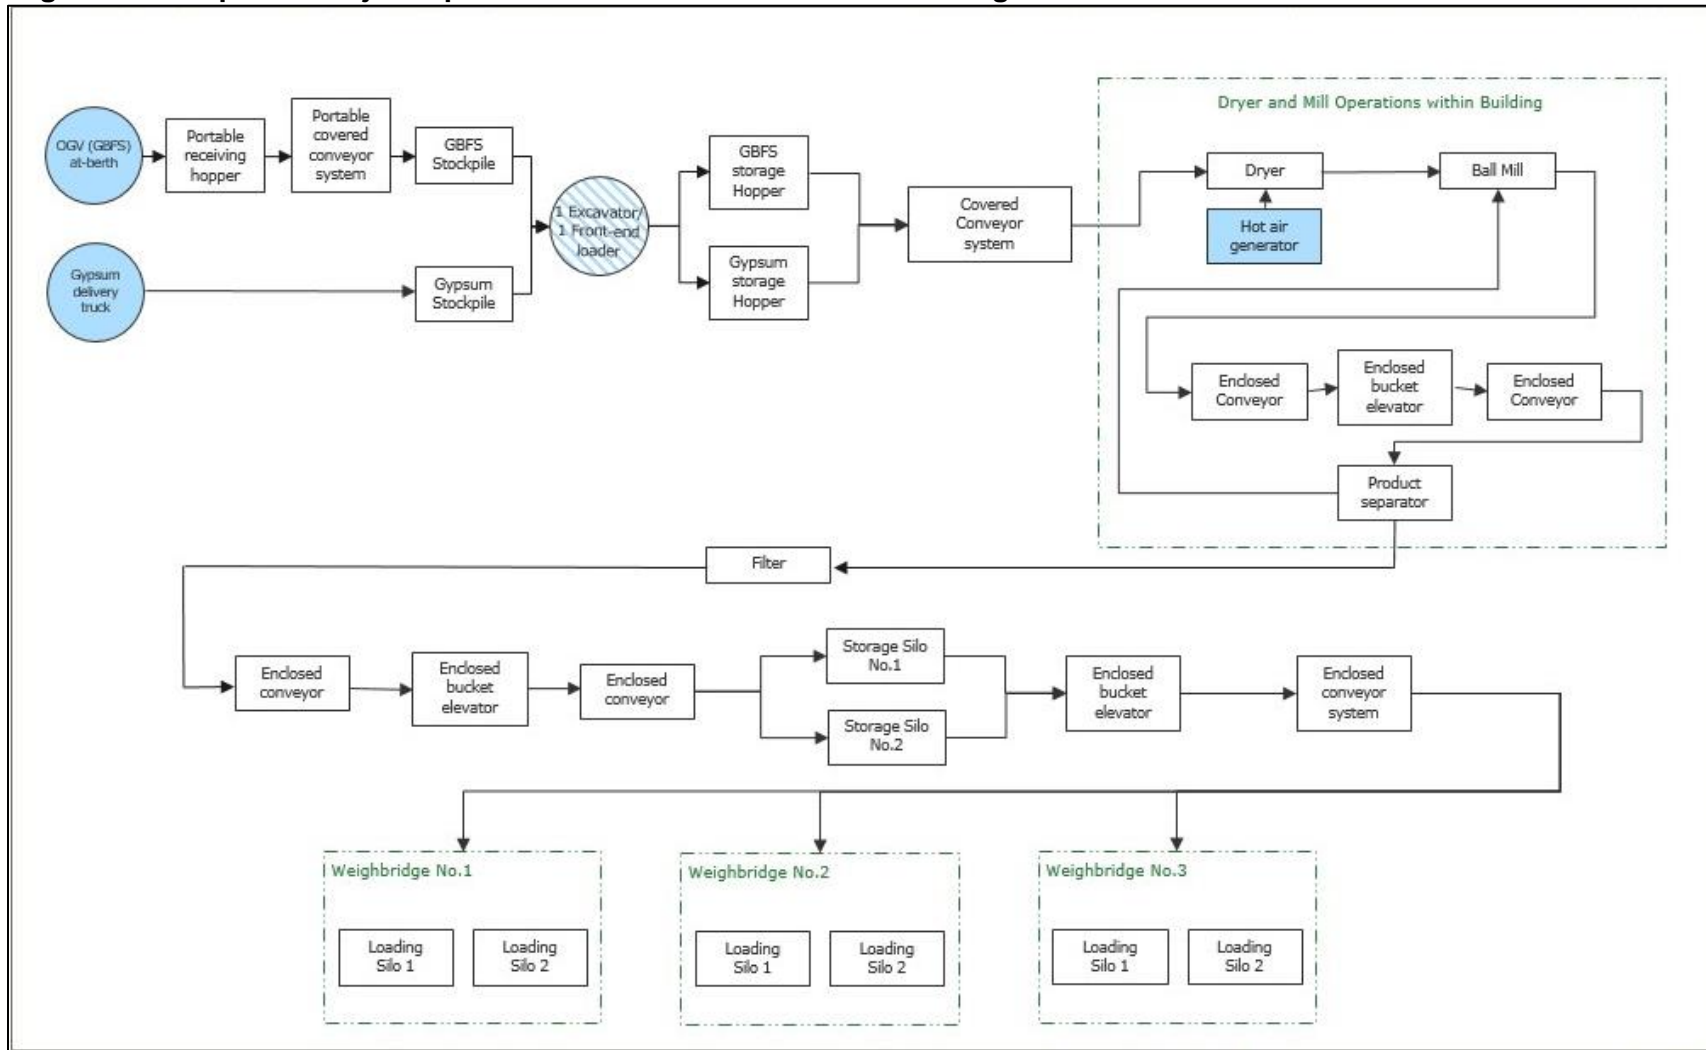 OGV (GBFS)
at-berth
Portable
receiving
hopper
Portable
covered
conveyor
system
GBFS
Stockpile
Gypsum
delivery
truck
Gypsum
Stockpile
1 Excavator/
1 Front-end
loader
GBFS
storage
Hopper
Gypsum
storage
Hopper
Covered
Conveyor
system
Dryer and Mill Operations within Building
Dryer
Ball Mill
Hot air
generator
Enclosed
Conveyor
Enclosed
bucket
elevator
Enclosed
Conveyor
Product
separator
Filter
Enclosed
conveyor
Enclosed
bucket
elevator
Enclosed
conveyor
Storage Silo
No.1
Storage Silo
No.2
Enclosed
bucket
elevator
Enclosed
conveyor
system
Weighbridge No.1
Loading
Silo 1
Loading
Silo 2
Weighbridge No.2
Loading
Silo 1
Loading
Silo 2
Weighbridge No.3
Loading
Silo 1
Loading
Silo 2